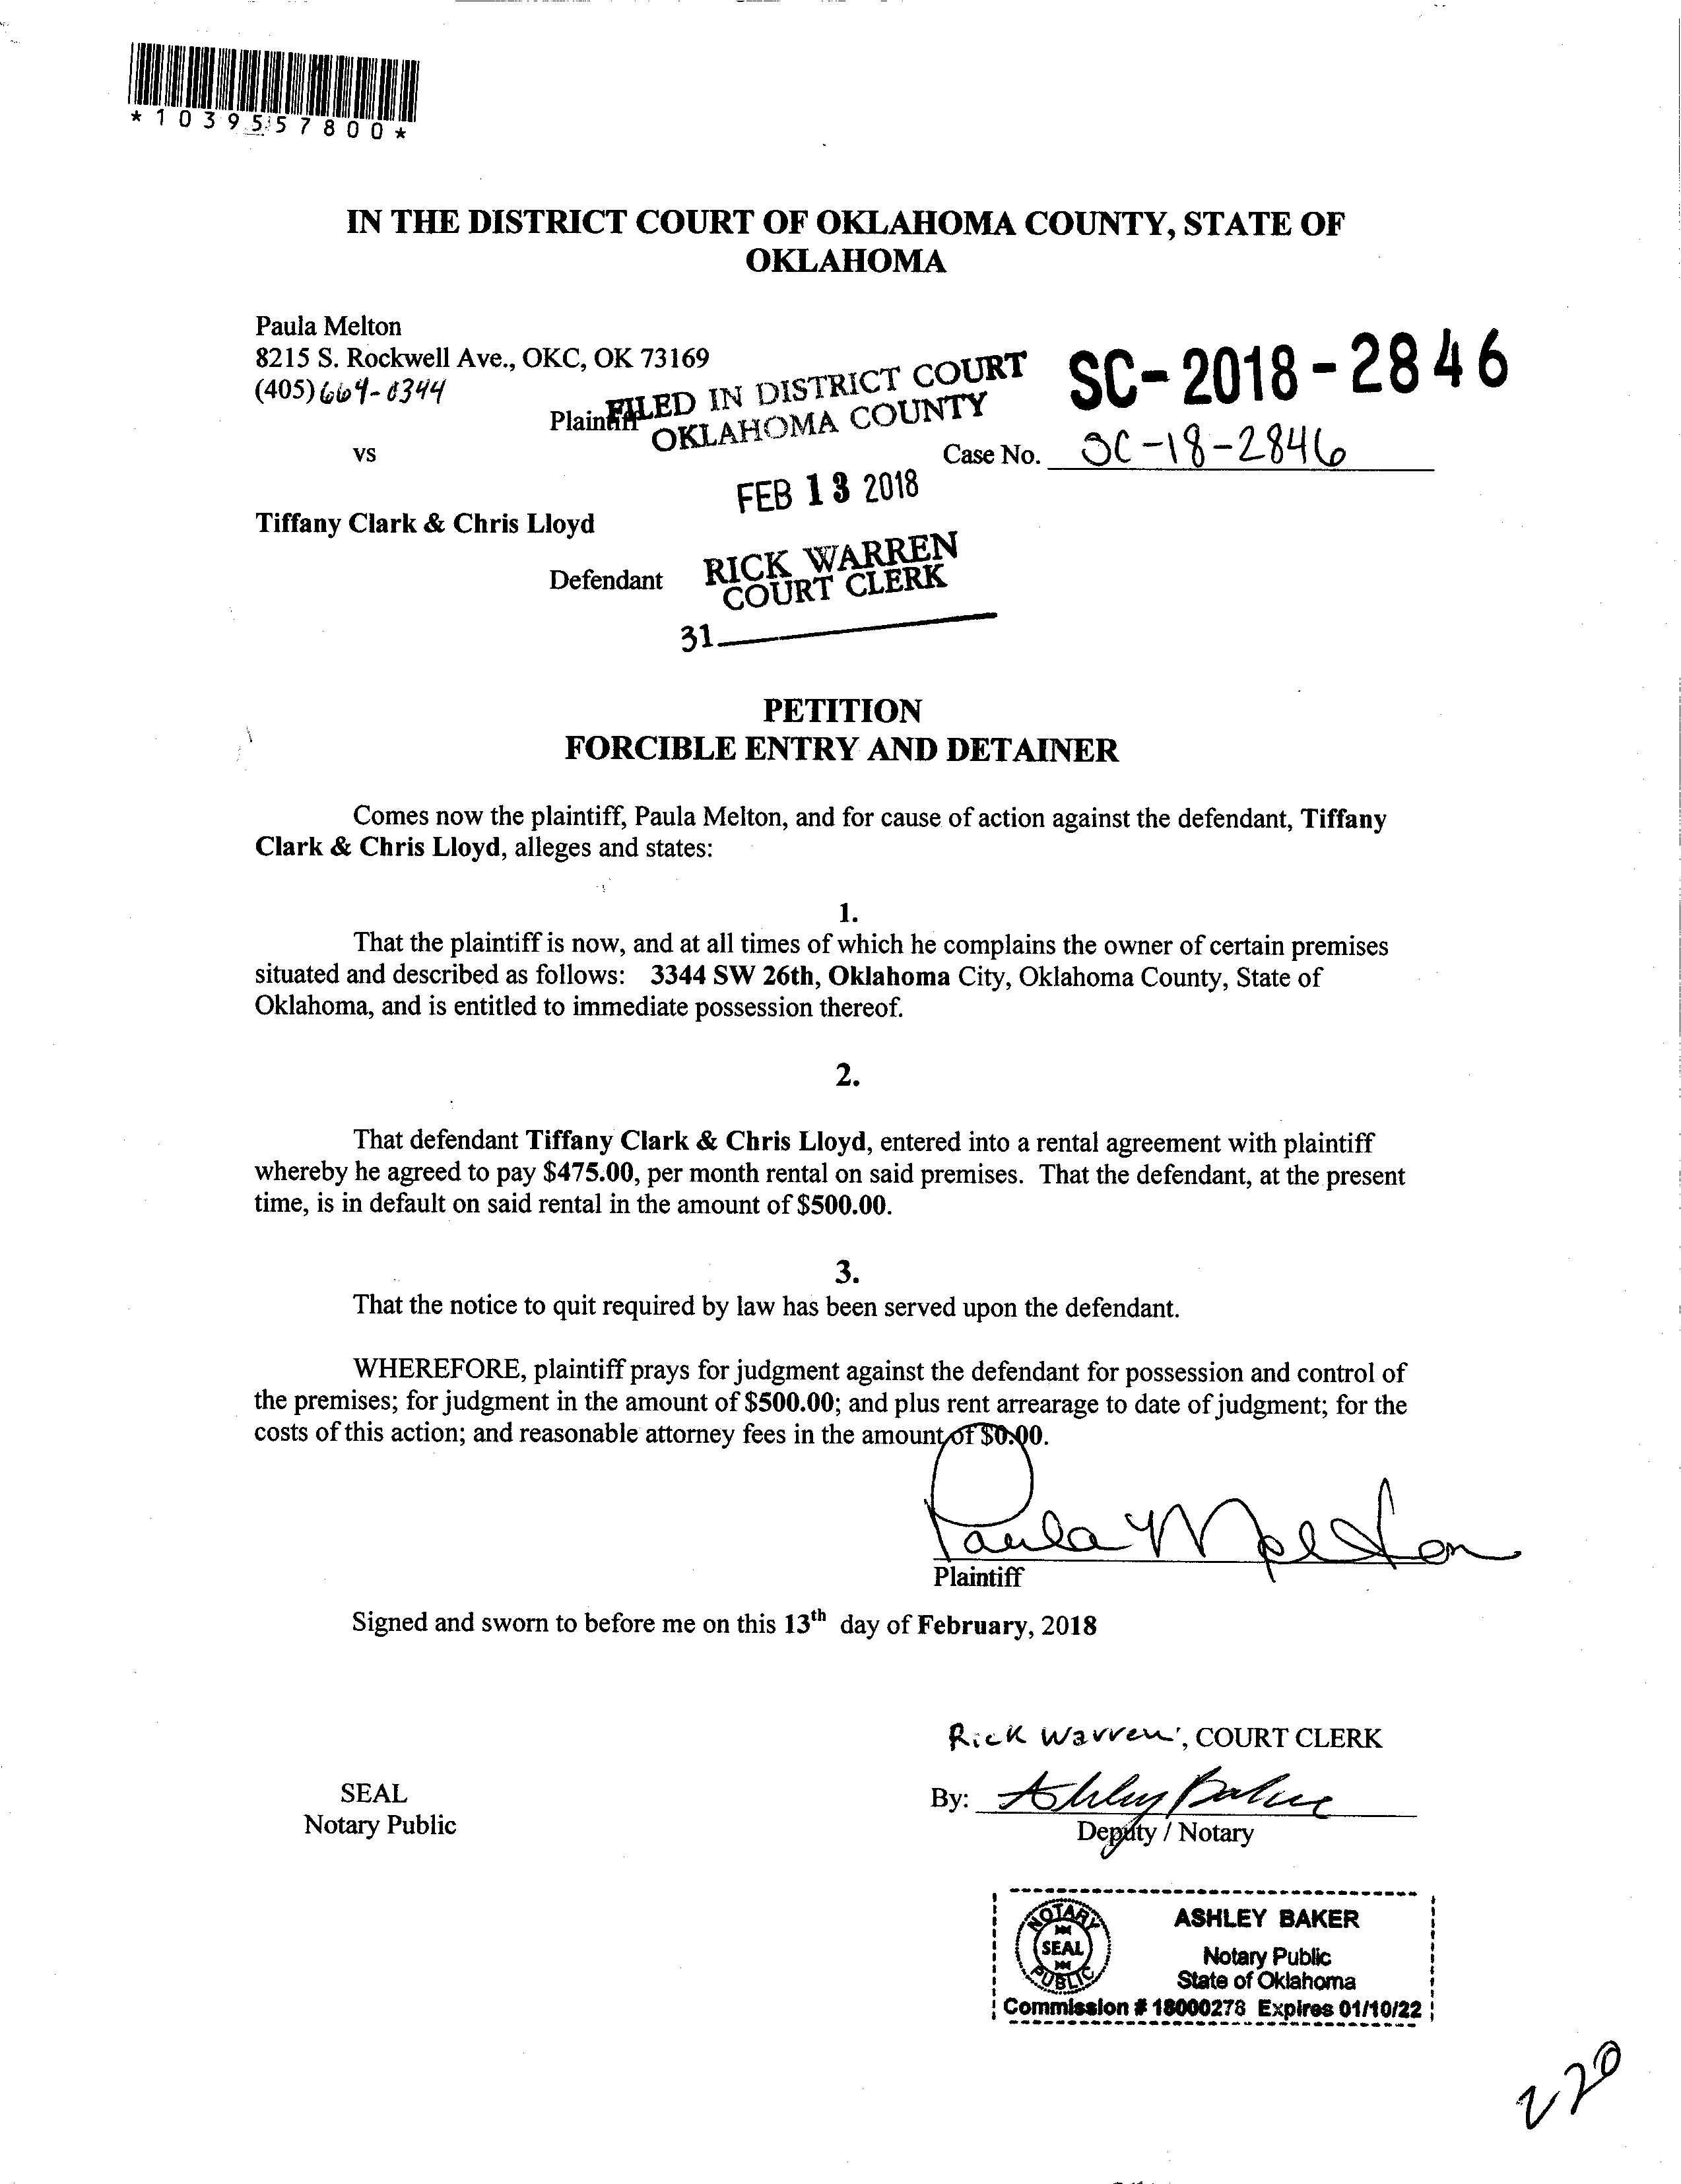 *1039557800*
IN THE DISTRICT COURT OF OKLAHOMA COUNTY, STATE OF
OKLAHOMA
Paula Melton
8215 S. Rockwell Ave., OKC, OK 73169
(405)
Plaintiff
FILED IN DISTRICT COURT
OKLAHOMA COUNTY
SC-2018-2846
vs
Case No. SC-18-2846
FEB 13 2018
Tiffany Clark & Chris Lloyd
Defendant
RICK WARREN
COURT CLERK
31
PETITION
FORCIBLE ENTRY AND DETAINER
Comes now the plaintiff, Paula Melton, and for cause of action against the defendant, Tiffany
Clark & Chris Lloyd, alleges and states:
1.
That the plaintiff is now, and at all times of which he complains the owner of certain premises
situated and described as follows: 3344 SW 26th, Oklahoma City, Oklahoma County, State of
Oklahoma, and is entitled to immediate possession thereof.
2.
That defendant Tiffany Clark & Chris Lloyd, entered into a rental agreement with plaintiff
whereby he agreed to pay $475.00, per month rental on said premises. That the defendant, at the present
time, is in default on said rental in the amount of $500.00.
3.
That the notice to quit required by law has been served upon the defendant.
WHEREFORE, plaintiff prays for judgment against the defendant for possession and control of
the premises; for judgment in the amount of $500.00; and plus rent arrearage to date of judgment; for the
costs of this action; and reasonable attorney fees in the amount of $0.00.
Paula Melton
Plaintiff
Signed and sworn to before me on this 13th day of February, 2018
Rick Warren, COURT CLERK
SEAL
Notary Public
By: Ashley Baker
Deputy / Notary
NOTARY
SEAL
PUBLIC
ASHLEY BAKER
Notary Public
State of Oklahoma
Commission # 18000278 Expires 01/10/22
220